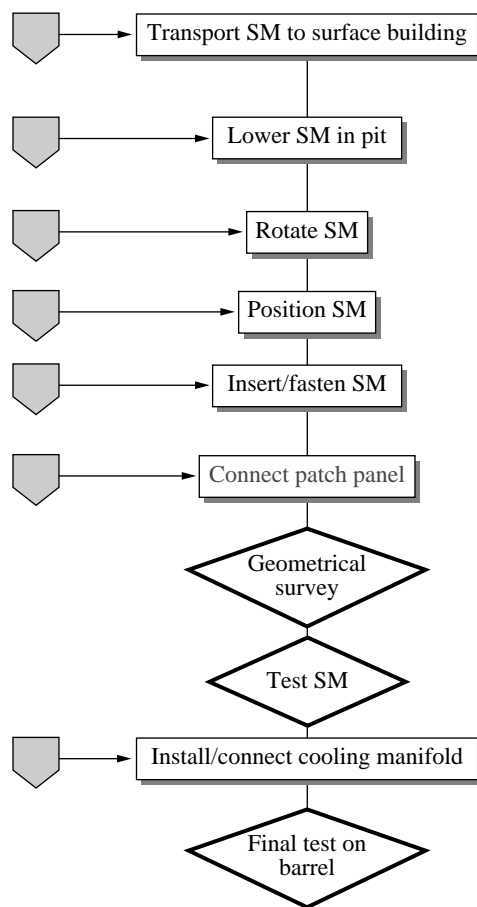 Transport SM to surface building
Lower SM in pit
Rotate SM
Position SM
Insert/fasten SM
Connect patch panel
Geometrical
survey
Test SM
Install/connect cooling manifold
Final test on
barrel